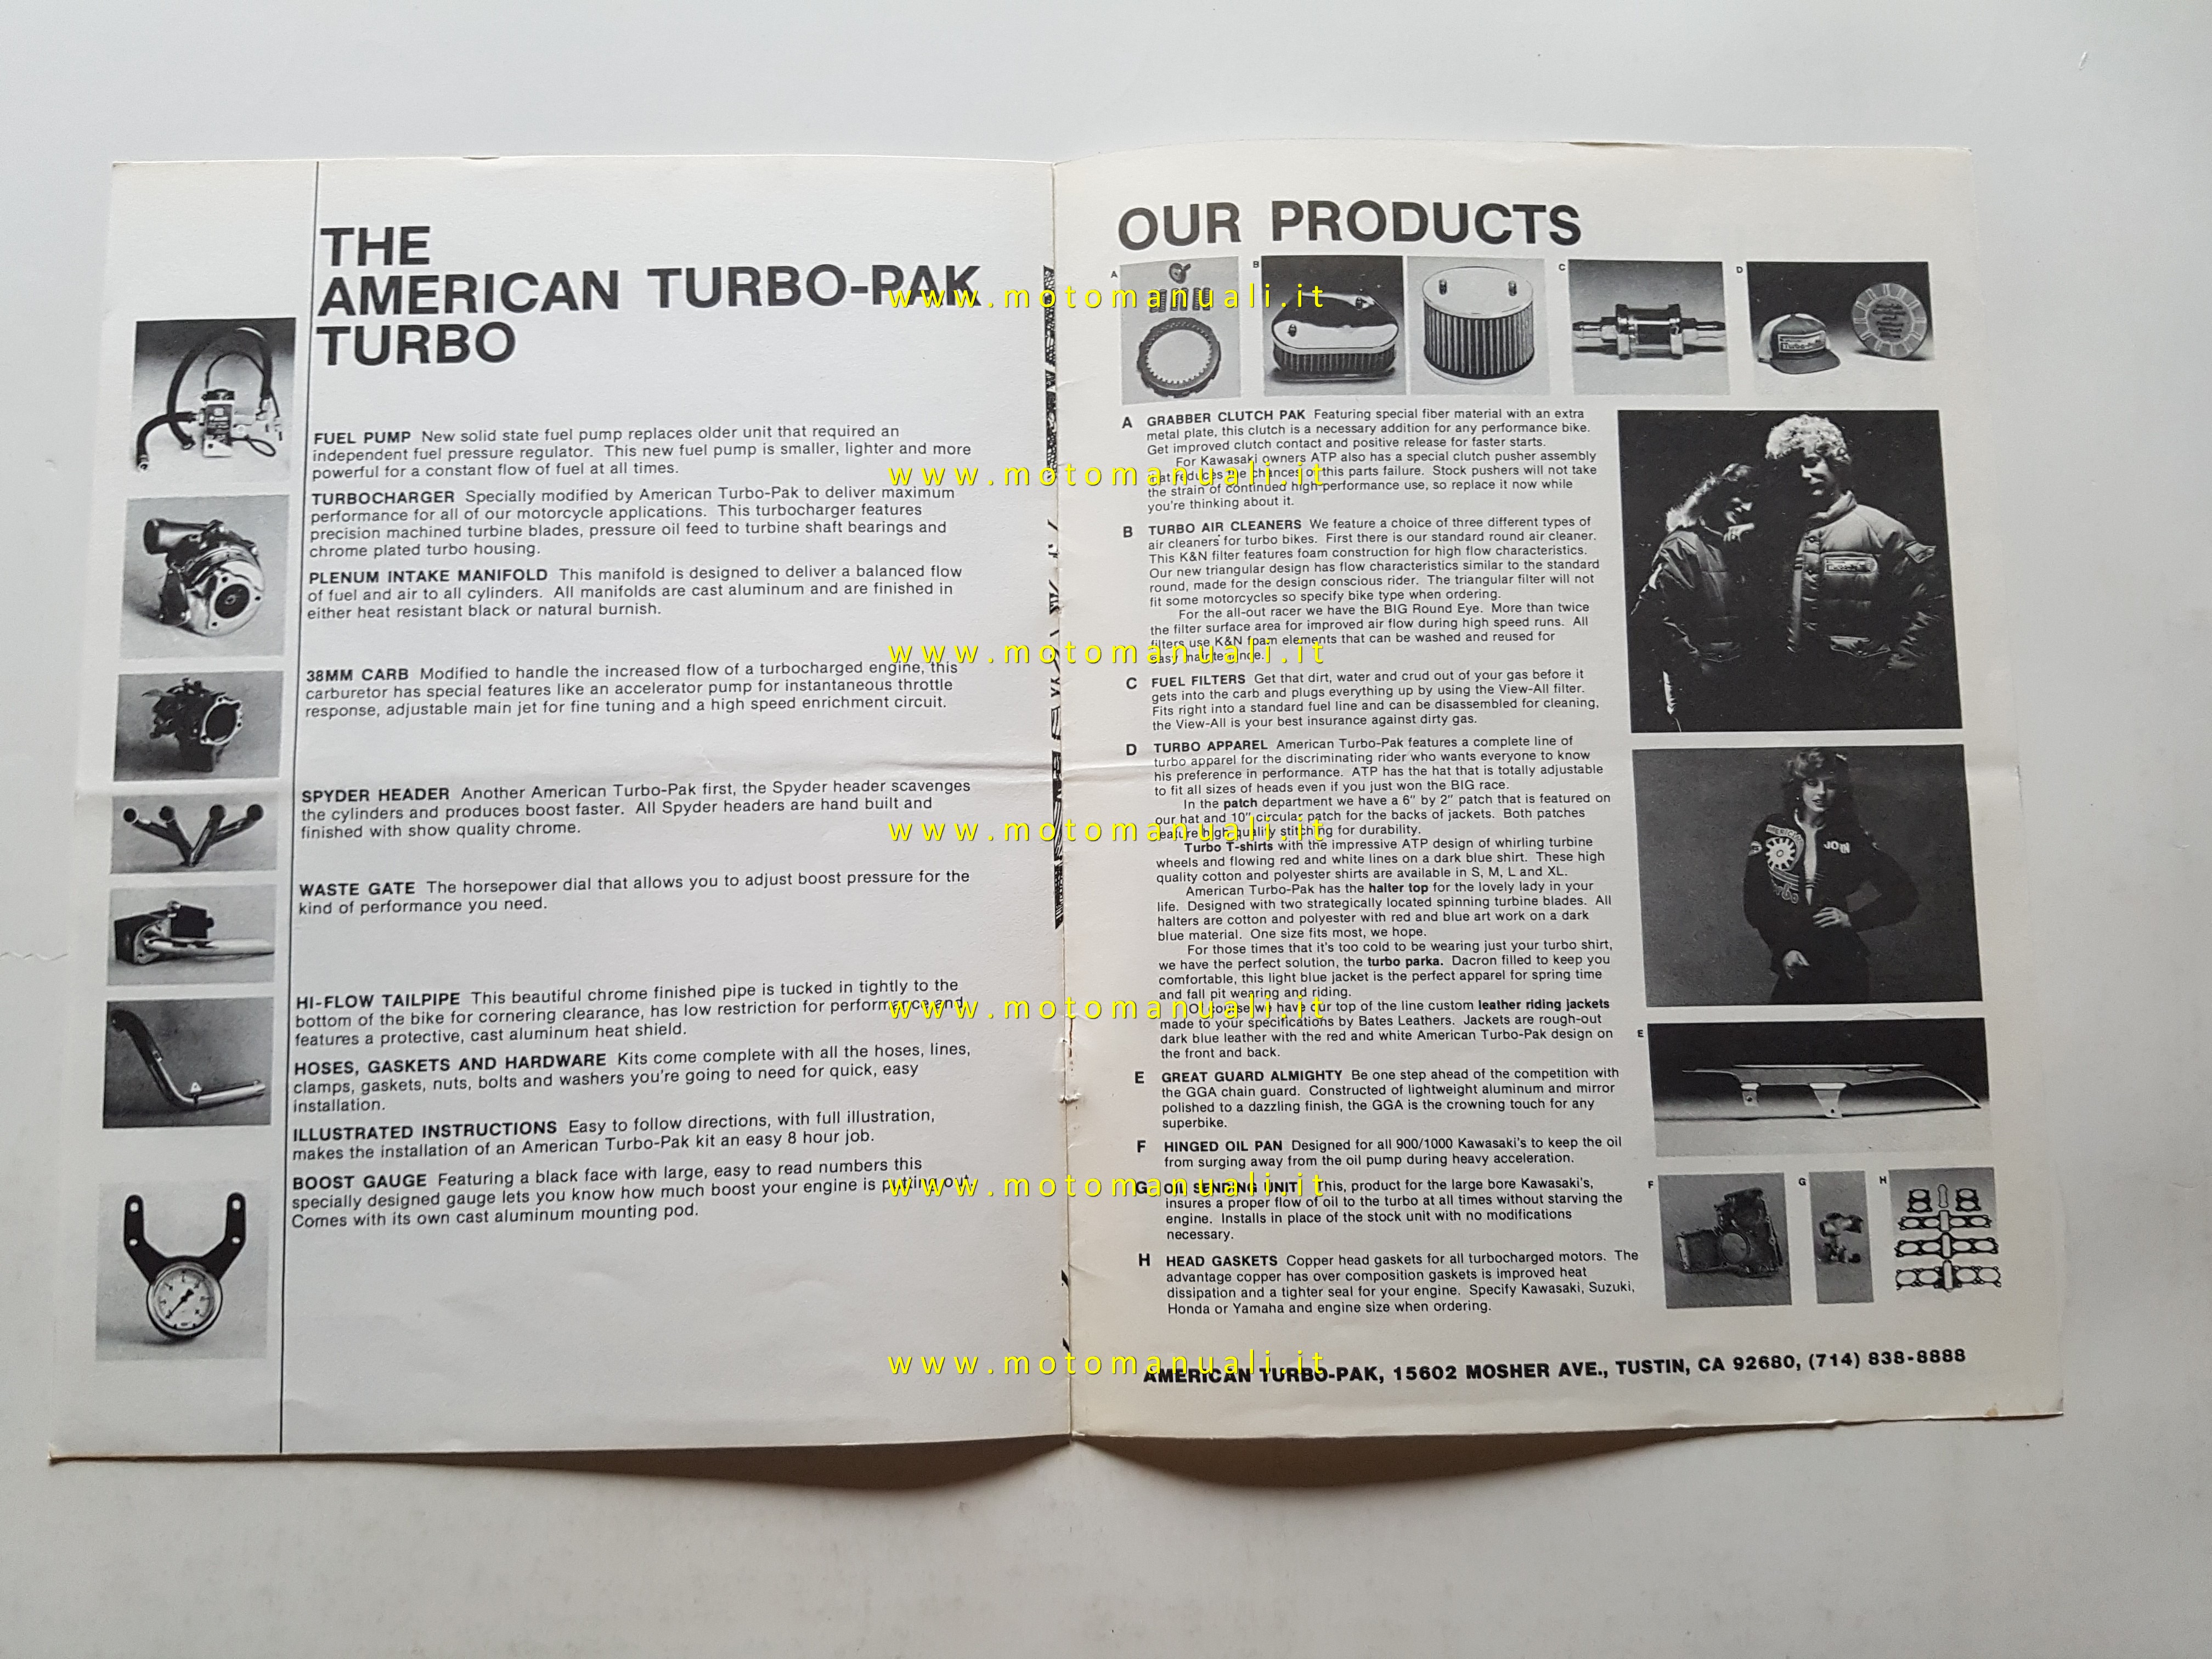 THE
AMERICAN TURBO-PAK
TURBO
FUEL PUMP New solid state fuel pump replaces older unit that required an
independent fuel pressure regulator. This new fuel pump is smaller, lighter and more
powerful for a constant flow of fuel at all times.
TURBOCHARGER Specially modified by American Turbo-Pak to deliver maximum
performance for all of our motorcycle applications. This turbocharger features
precision machined turbine blades, pressure oil feed to turbine shaft bearings and
chrome plated turbo housing.
PLENUM INTAKE MANIFOLD This manifold is designed to deliver a balanced flow
of fuel and air to all cylinders. All manifolds are cast aluminum and are finished in
either heat resistant black or natural burnish.
38MM CARB Modified to handle the increased flow of a turbocharged engine, this
carburetor has special features like an accelerator pump for instantaneous throttle
response, adjustable main jet for fine tuning and a high speed enrichment circuit.
SPYDER HEADER Another American Turbo-Pak first, the Spyder header scavenges
the cylinders and produces boost faster. All Spyder headers are hand built and
finished with show quality chrome.
WASTE GATE The horsepower dial that allows you to adjust boost pressure for the
kind of performance you need.
HI-FLOW TAILPIPE This beautiful chrome finished pipe is tucked in tightly to the
bottom of the bike for cornering clearance, has low restriction for performance and
features a protective, cast aluminum heat shield.
HOSES, GASKETS AND HARDWARE Kits come complete with all the hoses, lines,
clamps, gaskets, nuts, bolts and washers you're going to need for quick, easy
installation.
ILLUSTRATED INSTRUCTIONS Easy to follow directions, with full illustration,
makes the installation of an American Turbo-Pak kit an easy 8 hour job.
BOOST GAUGE Featuring a black face with large, easy to read numbers this
specially designed gauge lets you know how much boost your engine is putting out.
Comes with its own cast aluminum mounting pod.
OUR PRODUCTS
A
B
C
D
Turbo-Pak
A GRABBER CLUTCH PAK Featuring special fiber material with an extra
metal plate, this clutch is a necessary addition for any performance bike.
Get improved clutch contact and positive release for faster starts.
For Kawasaki owners ATP also has a special clutch pusher assembly
that reduces the chances of this parts failure. Stock pushers will not take
the strain of continued high performance use, so replace it now while
you're thinking about it.
B TURBO AIR CLEANERS We feature a choice of three different types of
air cleaners for turbo bikes. First there is our standard round air cleaner.
This K&N filter features foam construction for high flow characteristics.
Our new triangular design has flow characteristics similar to the standard
round, made for the design conscious rider. The triangular filter will not
fit some motorcycles so specify bike type when ordering.
For the all-out racer we have the BIG Round Eye. More than twice
the filter surface area for improved air flow during high speed runs. All
filters use K&N foam elements that can be washed and reused for
easy maintenance.
C FUEL FILTERS Get that dirt, water and crud out of your gas before it
gets into the carb and plugs everything up by using the View-All filter.
Fits right into a standard fuel line and can be disassembled for cleaning,
the View-All is your best insurance against dirty gas.
D TURBO APPAREL American Turbo-Pak features a complete line of
turbo apparel for the discriminating rider who wants everyone to know
his preference in performance. ATP has the hat that is totally adjustable
to fit all sizes of heads even if you just won the BIG race.
In the patch department we have a 6" by 2" patch that is featured on
our hat and 10" circular patch for the backs of jackets. Both patches
feature high quality stitching for durability.
Turbo T-shirts with the impressive ATP design of whirling turbine
wheels and flowing red and white lines on a dark blue shirt. These high
quality cotton and polyester shirts are available in S, M, L and XL.
American Turbo-Pak has the halter top for the lovely lady in your
life. Designed with two strategically located spinning turbine blades. All
halters are cotton and polyester with red and blue art work on a dark
blue material. One size fits most, we hope.
For those times that it's too cold to be wearing just your turbo shirt,
we have the perfect solution, the turbo parka. Dacron filled to keep you
comfortable, this light blue jacket is the perfect apparel for spring time
and fall pit wearing and riding.
Of course we have our top of the line custom leather riding jackets
made to your specifications by Bates Leathers. Jackets are rough-out
dark blue leather with the red and white American Turbo-Pak design on
the front and back.
E GREAT GUARD ALMIGHTY Be one step ahead of the competition with
the GGA chain guard. Constructed of lightweight aluminum and mirror
polished to a dazzling finish, the GGA is the crowning touch for any
superbike.
F HINGED OIL PAN Designed for all 900/1000 Kawasaki's to keep the oil
from surging away from the oil pump during heavy acceleration.
G OIL SENDING UNIT This, product for the large bore Kawasaki's,
insures a proper flow of oil to the turbo at all times without starving the
engine. Installs in place of the stock unit with no modifications
necessary.
H HEAD GASKETS Copper head gaskets for all turbocharged motors. The
advantage copper has over composition gaskets is improved heat
dissipation and a tighter seal for your engine. Specify Kawasaki, Suzuki,
Honda or Yamaha and engine size when ordering.
JOIN
E
F
G
H
AMERICAN TURBO-PAK, 15602 MOSHER AVE., TUSTIN, CA 92680, (714) 838-8888
www.motomanuali.it
www.motomanuali.it
www.motomanuali.it
www.motomanuali.it
www.motomanuali.it
www.motomanuali.it
www.motomanuali.it